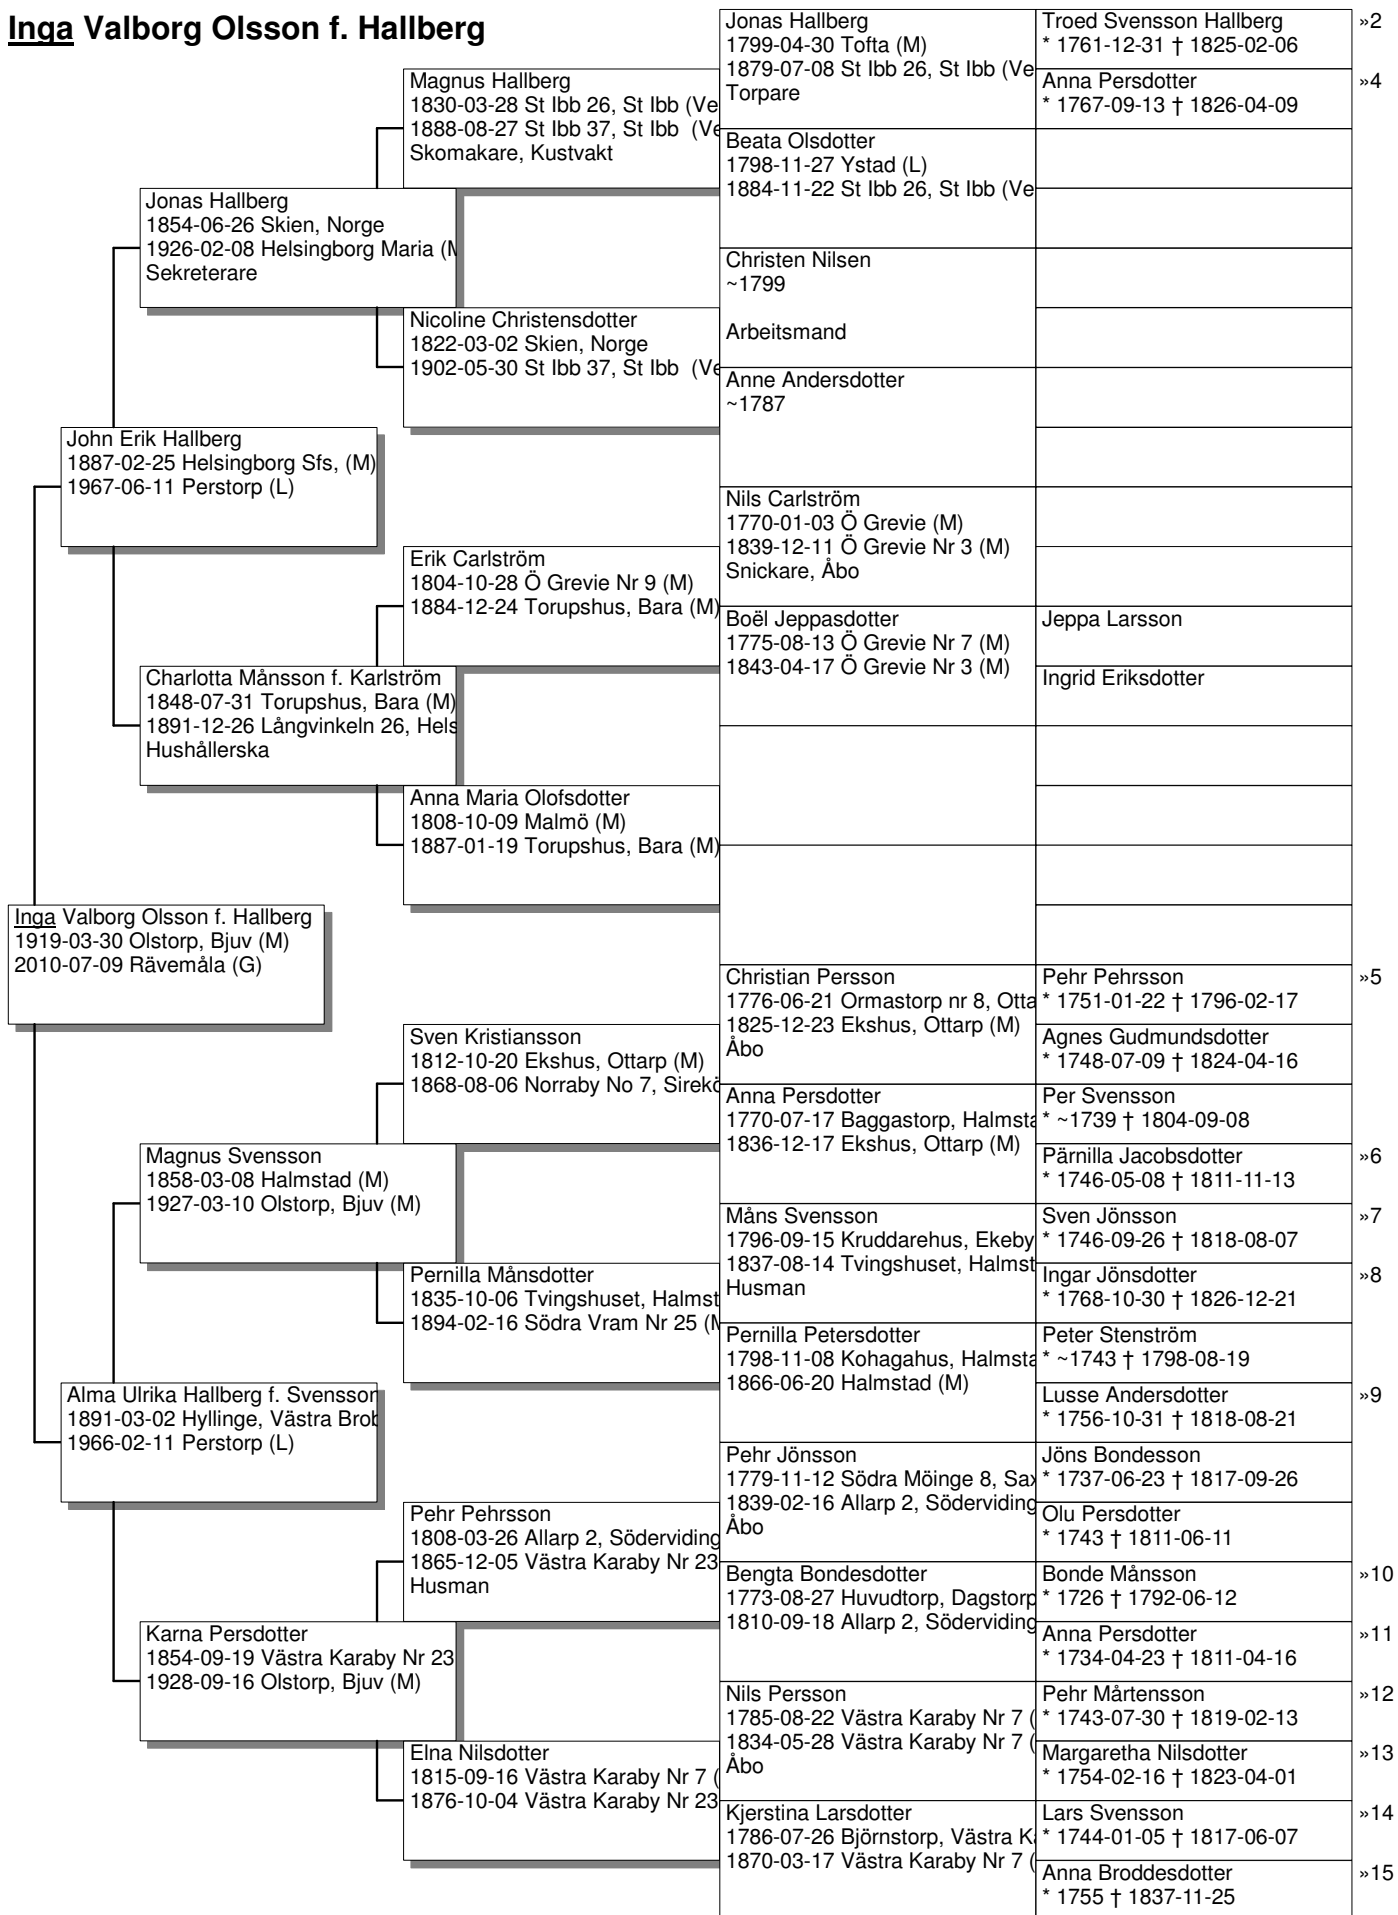 Inga Valborg Olsson f. Hallberg
Inga Valborg Olsson f. Hallberg
1919-03-30 Olstorp, Bjuv (M)
2010-07-09 Rävemåla (G)
John Erik Hallberg
1887-02-25 Helsingborg Sfs, (M)
1967-06-11 Perstorp (L)
Alma Ulrika Hallberg f. Svensson
1891-03-02 Hyllinge, Västra Brob
1966-02-11 Perstorp (L)
Jonas Hallberg
1854-06-26 Skien, Norge
1926-02-08 Helsingborg Maria (M
Sekreterare
Charlotta Månsson f. Karlström
1848-07-31 Torupshus, Bara (M)
1891-12-26 Långvinkeln 26, Hels
Hushållerska
Magnus Svensson
1858-03-08 Halmstad (M)
1927-03-10 Olstorp, Bjuv (M)
Karna Persdotter
1854-09-19 Västra Karaby Nr 23
1928-09-16 Olstorp, Bjuv (M)
Magnus Hallberg
1830-03-28 St Ibb 26, St Ibb (Ve
1888-08-27 St Ibb 37, St Ibb (Ve
Skomakare, Kustvakt
Nicoline Christensdotter
1822-03-02 Skien, Norge
1902-05-30 St Ibb 37, St Ibb (Ve
Erik Carlström
1804-10-28 Ö Grevie Nr 9 (M)
1884-12-24 Torupshus, Bara (M)
Anna Maria Olofsdotter
1808-10-09 Malmö (M)
1887-01-19 Torupshus, Bara (M)
Sven Kristiansson
1812-10-20 Ekshus, Ottarp (M)
1868-08-06 Norraby No 7, Sirekö
Pernilla Månsdotter
1835-10-06 Tvingshuset, Halmst
1894-02-16 Södra Vram Nr 25 (M
Pehr Pehrsson
1808-03-26 Allarp 2, Söderviding
1865-12-05 Västra Karaby Nr 23
Husman
Elna Nilsdotter
1815-09-16 Västra Karaby Nr 7 (
1876-10-04 Västra Karaby Nr 23
Jonas Hallberg
1799-04-30 Tofta (M)
1879-07-08 St Ibb 26, St Ibb (Ve
Torpare
Beata Olsdotter
1798-11-27 Ystad (L)
1884-11-22 St Ibb 26, St Ibb (Ve
Christen Nilsen
~1799
Arbeitsmand
Anne Andersdotter
~1787
Nils Carlström
1770-01-03 Ö Grevie (M)
1839-12-11 Ö Grevie Nr 3 (M)
Snickare, Åbo
Boël Jeppasdotter
1775-08-13 Ö Grevie Nr 7 (M)
1843-04-17 Ö Grevie Nr 3 (M)
Christian Persson
1776-06-21 Ormastorp nr 8, Otta
1825-12-23 Ekshus, Ottarp (M)
Åbo
Anna Persdotter
1770-07-17 Baggastorp, Halmsta
1836-12-17 Ekshus, Ottarp (M)
Måns Svensson
1796-09-15 Kruddarehus, Ekeby
1837-08-14 Tvingshuset, Halmst
Husman
Pernilla Petersdotter
1798-11-08 Kohagahus, Halmsta
1866-06-20 Halmstad (M)
Pehr Jönsson
1779-11-12 Södra Möinge 8, Sax
1839-02-16 Allarp 2, Söderviding
Åbo
Bengta Bondesdotter
1773-08-27 Huvudtorp, Dagstorp
1810-09-18 Allarp 2, Söderviding
Nils Persson
1785-08-22 Västra Karaby Nr 7 (
1834-05-28 Västra Karaby Nr 7 (
Åbo
Kjerstina Larsdotter
1786-07-26 Björnstorp, Västra K
1870-03-17 Västra Karaby Nr 7 (
Troed Svensson Hallberg »2
* 1761-12-31 † 1825-02-06
Anna Persdotter »4
* 1767-09-13 † 1826-04-09
Jeppa Larsson
Ingrid Eriksdotter
Pehr Pehrsson »5
* 1751-01-22 † 1796-02-17
Agnes Gudmundsdotter
* 1748-07-09 † 1824-04-16
Per Svensson
* ~1739 † 1804-09-08
Pärnilla Jacobsdotter »6
* 1746-05-08 † 1811-11-13
Sven Jönsson »7
* 1746-09-26 † 1818-08-07
Ingar Jönsdotter »8
* 1768-10-30 † 1826-12-21
Peter Stenström
* ~1743 † 1798-08-19
Lusse Andersdotter »9
* 1756-10-31 † 1818-08-21
Jöns Bondesson
* 1737-06-23 † 1817-09-26
Olu Persdotter
* 1743 † 1811-06-11
Bonde Månsson »10
* 1726 † 1792-06-12
Anna Persdotter »11
* 1734-04-23 † 1811-04-16
Pehr Mårtensson »12
* 1743-07-30 † 1819-02-13
Margaretha Nilsdotter »13
* 1754-02-16 † 1823-04-01
Lars Svensson »14
* 1744-01-05 † 1817-06-07
Anna Broddesdotter »15
* 1755 † 1837-11-25